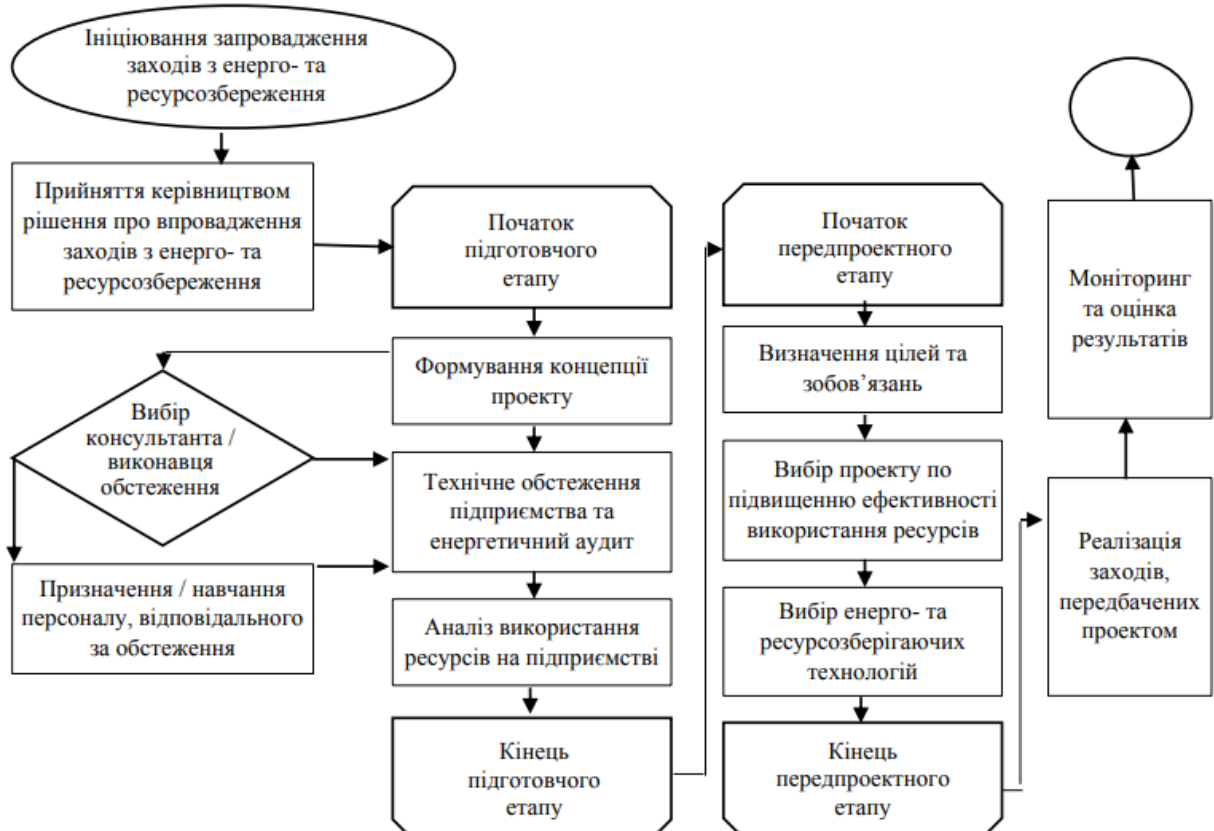 Ініціювання запровадження
заходів з енерго- та
ресурсозбереження
Прийняття керівництвом
рішення про впровадження
заходів з енерго- та
ресурсозбереження
Початок
підготовчого
етапу
Формування концепції
проекту
Вибір
консультанта /
виконавця
обстеження
Призначення / навчання
персоналу, відповідального
за обстеження
Технічне обстеження
підприємства та
енергетичний аудит
Аналіз використання
ресурсів на підприємстві
Кінець
підготовчого
етапу
Початок
передпроектного
етапу
Визначення цілей та
зобов’язань
Вибір проекту по
підвищенню ефективності
використання ресурсів
Вибір енерго- та
ресурсозберігаючих
технологій
Кінець
передпроектного
етапу
Реалізація
заходів,
передбачених
проектом
Моніторинг
та оцінка
результатів